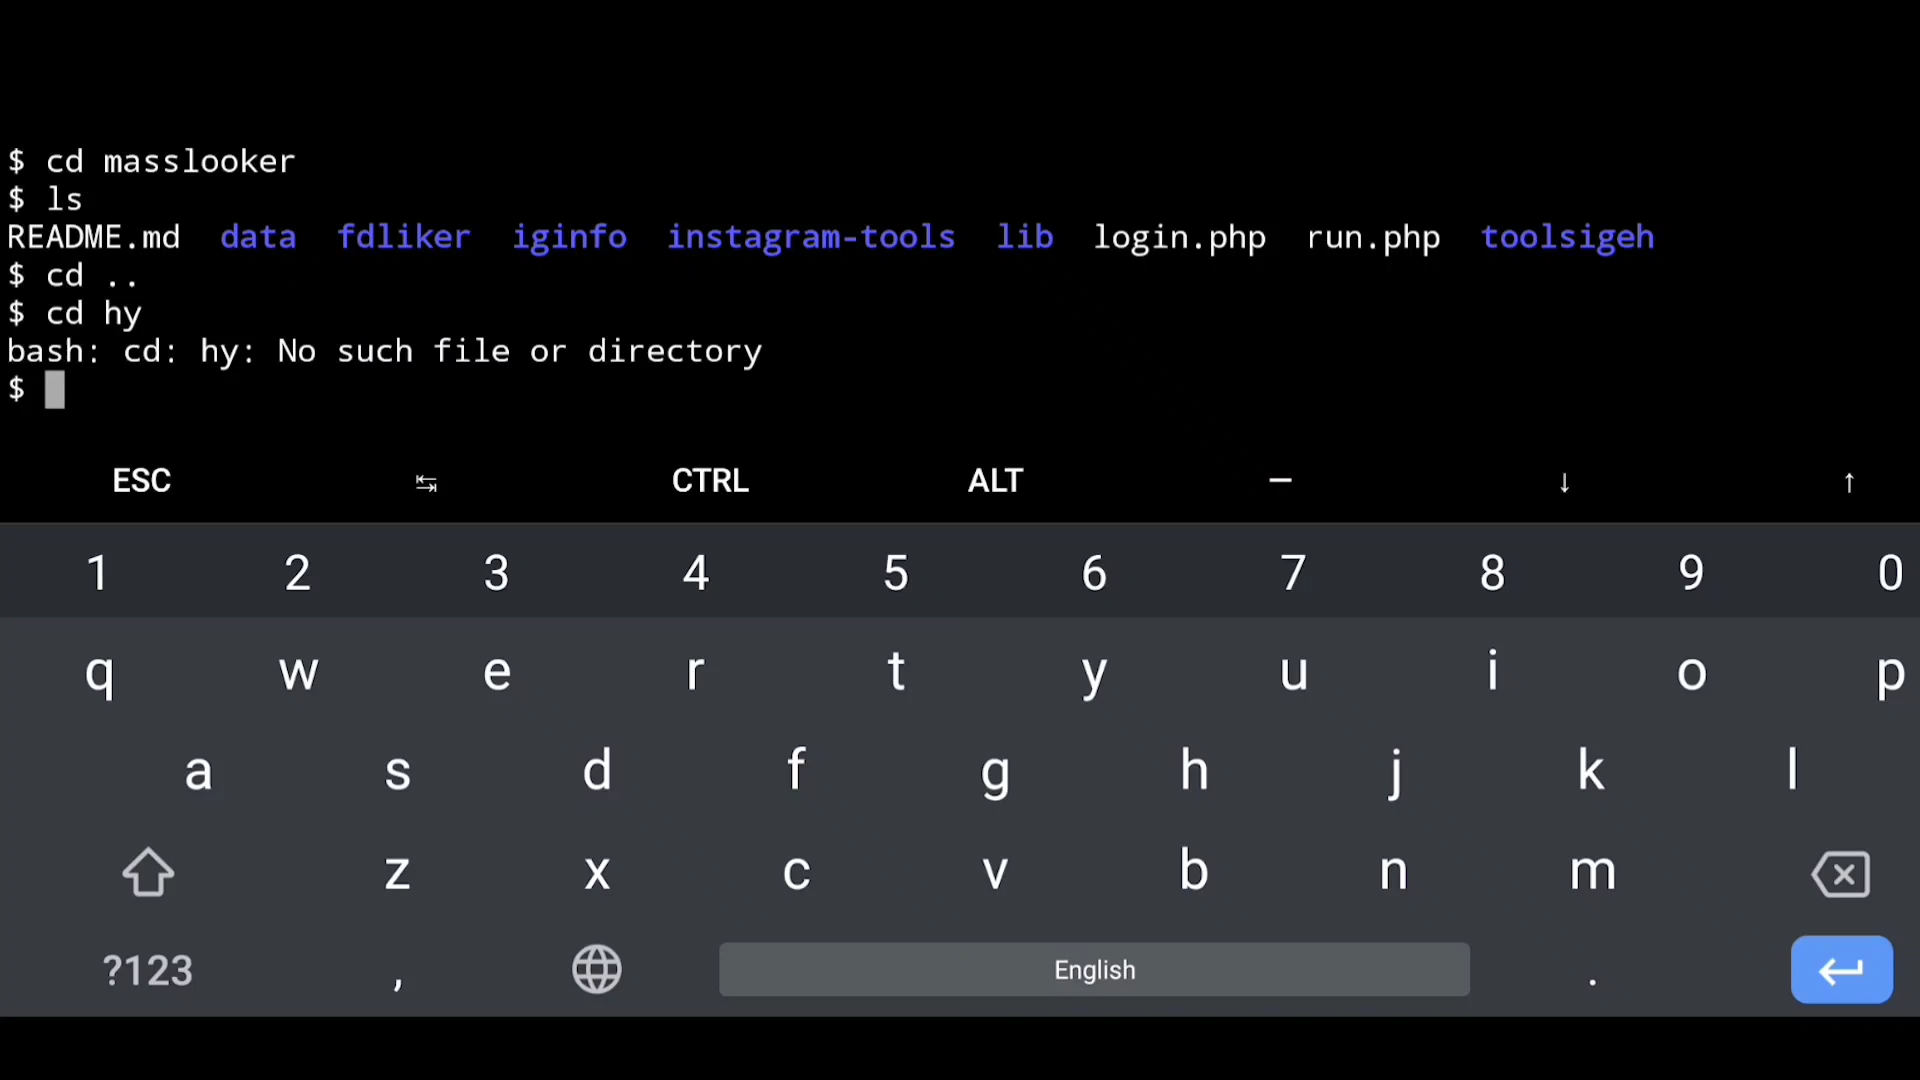 $ cd masslooker
$ ls
README.md data fdliker iginfo instagram-tools lib login.php run.php toolsigeh
$ cd ..
$ cd hy
bash: cd: hy: No such file or directory
$
ESC ↹ CTRL ALT — ↓ ↑
1 2 3 4 5 6 7 8 9 0
q w e r t y u i o p
a s d f g h j k l
z x c v b n m
?123 , English .